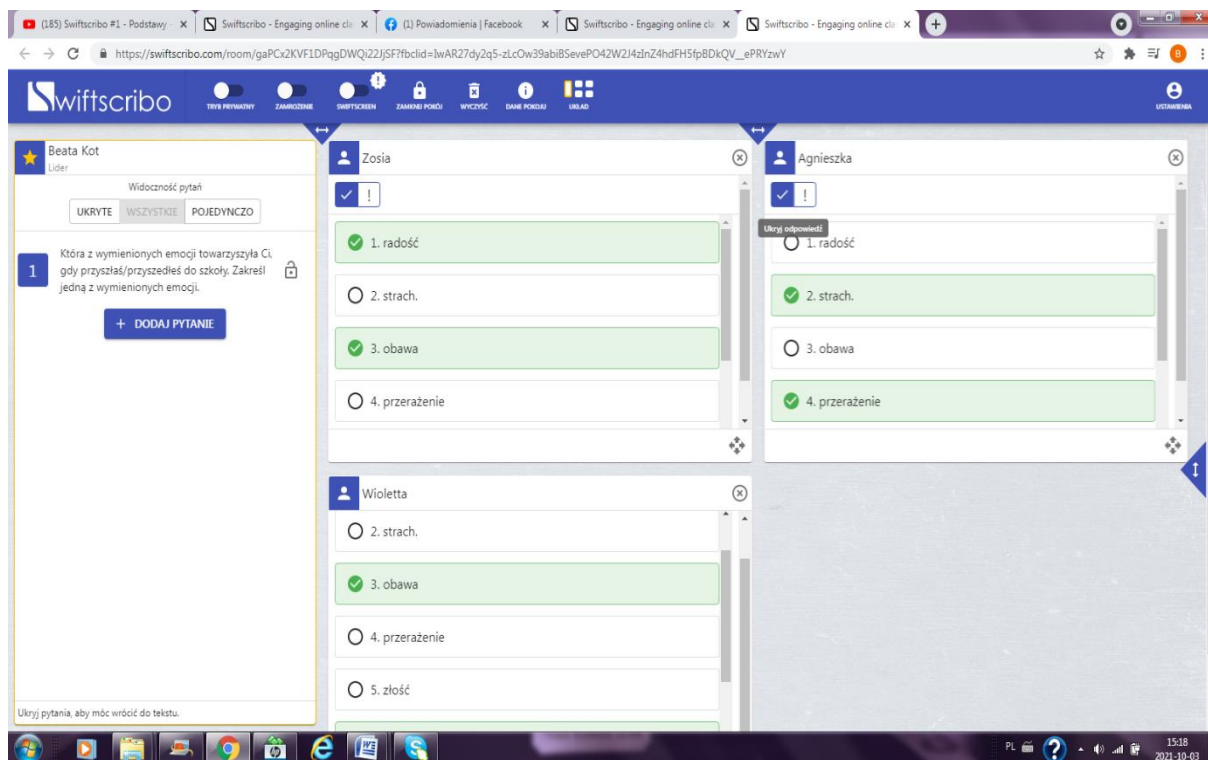 (185) Swiftscribo #1 - Podstawy -
Swiftscribo - Engaging online cla
(1) Powiadomienia | Facebook
Swiftscribo - Engaging online cla
Swiftscribo - Engaging online cla
https://swiftscribo.com/room/gaPCx2KVF1DPqgDWQi22JjSF?fbclid=IwAR27dy2q5-zLcOw39abiBSevePO42W2J4zInZ4hdFH5fpBDkQV__ePRYzwY
B
Swiftscribo
TRYB PRYWATNY
ZAMROŻENIE
SWIFTSCREEN
ZAMKNIJ POKÓJ
WYCZYŚĆ
DANE POKOJU
UKŁAD
USTAWIENIA
Beata Kot
Lider
Widoczność pytań
UKRYTE WSZYSTKIE POJEDYNCZO
1
Która z wymienionych emocji towarzyszyła Ci,
gdy przyszłaś/przyszedłeś do szkoły. Zakreśl
jedną z wymienionych emocji.
+ DODAJ PYTANIE
Ukryj pytania, aby móc wrócić do tekstu.
Zosia
!
1. radość
2. strach.
3. obawa
4. przerażenie
Agnieszka
!
Ukryj odpowiedź
1. radość
2. strach.
3. obawa
4. przerażenie
Wioletta
2. strach.
3. obawa
4. przerażenie
5. złość
PL
15:18
2021-10-03